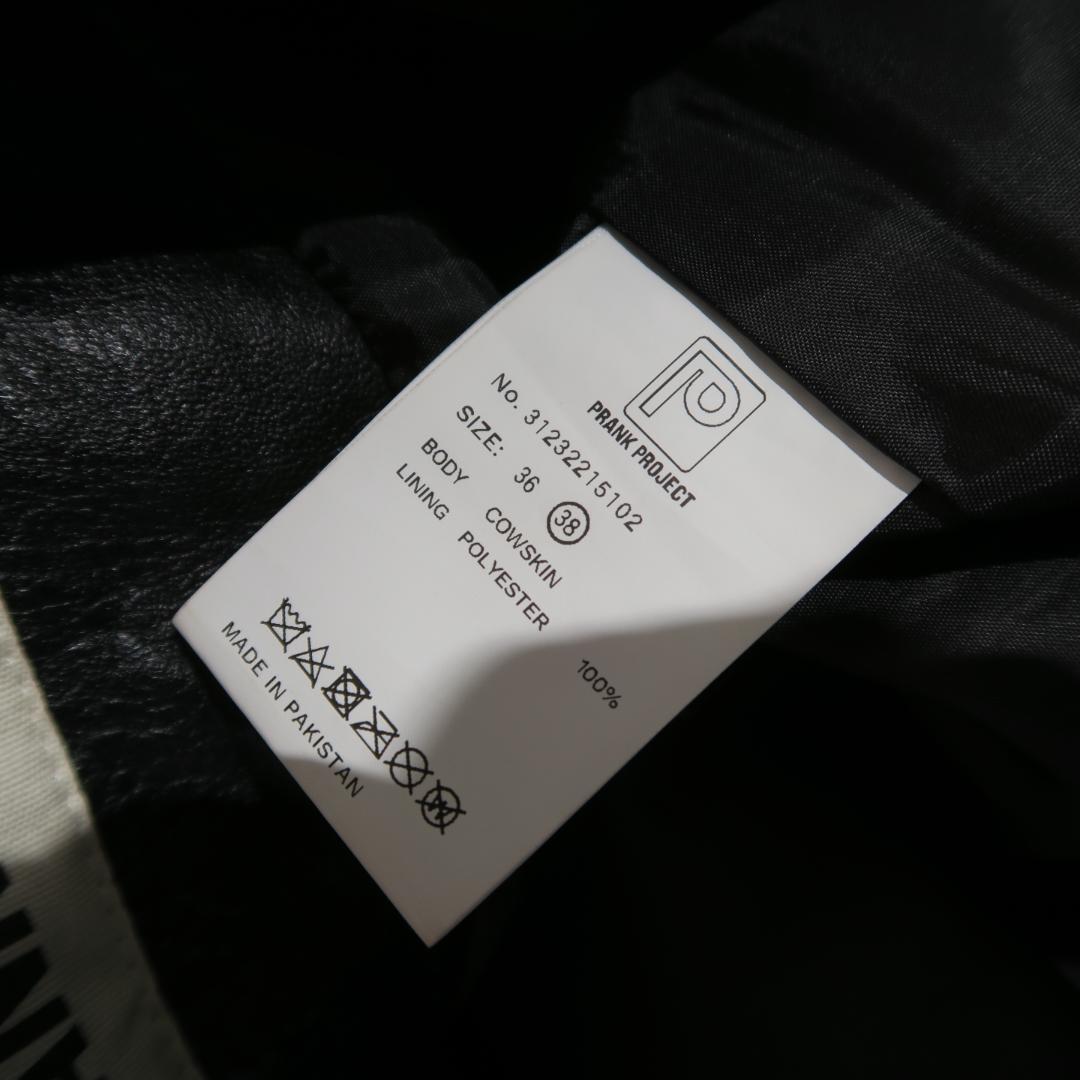 PRANK PROJECT
No. 31232215102
SIZE: 36 38
BODY COWSKIN
LINING POLYESTER 100%
MADE IN PAKISTAN